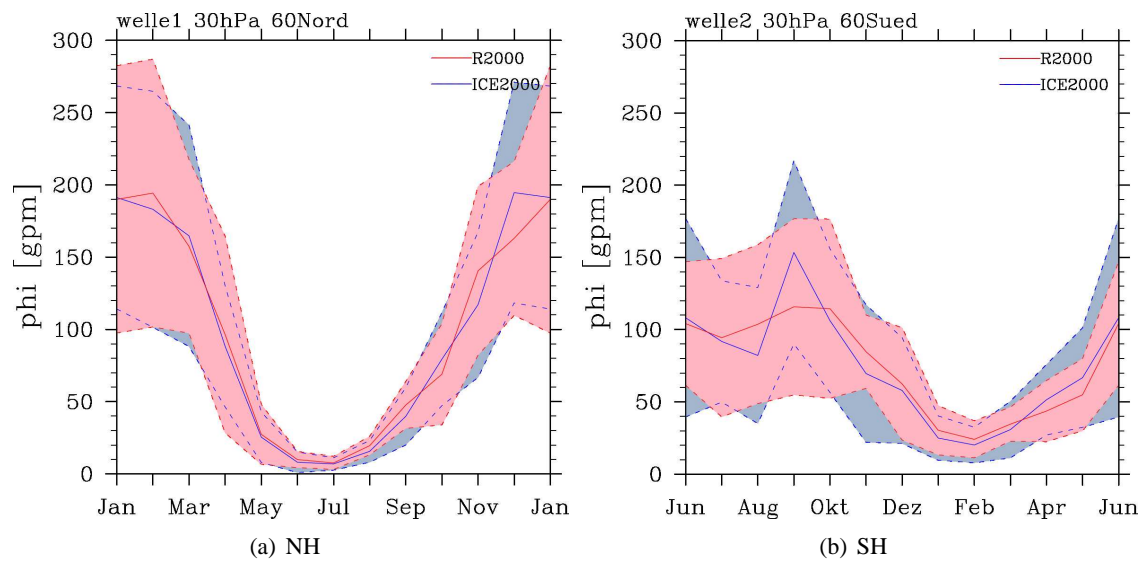 welle1 30hPa 60Nord
300
250
200
150
100
50
0
phi [gpm]
R2000
ICE2000
Jan Mar May Jul Sep Nov Jan
(a) NH
welle2 30hPa 60Sued
300
250
200
150
100
50
0
phi [gpm]
R2000
ICE2000
Jun Aug Okt Dez Feb Apr Jun
(b) SH